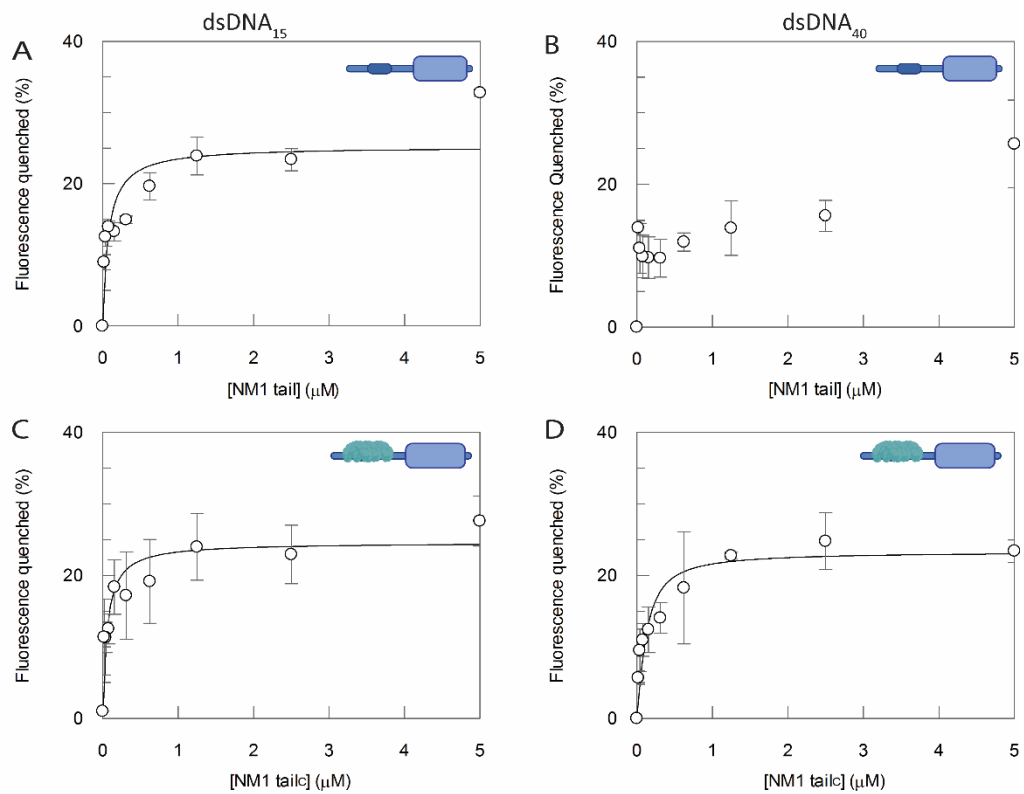 dsDNA15
dsDNA40
A
40
20
0
Fluorescence quenched (%)
0 1 2 3 4 5
[NM1 tail] (μM)
B
40
20
0
Fluorescence Quenched (%)
0 1 2 3 4 5
[NM1 tail] (μM)
C
40
20
0
Fluorescence quenched (%)
0 1 2 3 4 5
[NM1 tailc] (μM)
D
40
20
0
Fluorescence quenched (%)
0 1 2 3 4 5
[NM1 tailc] (μM)